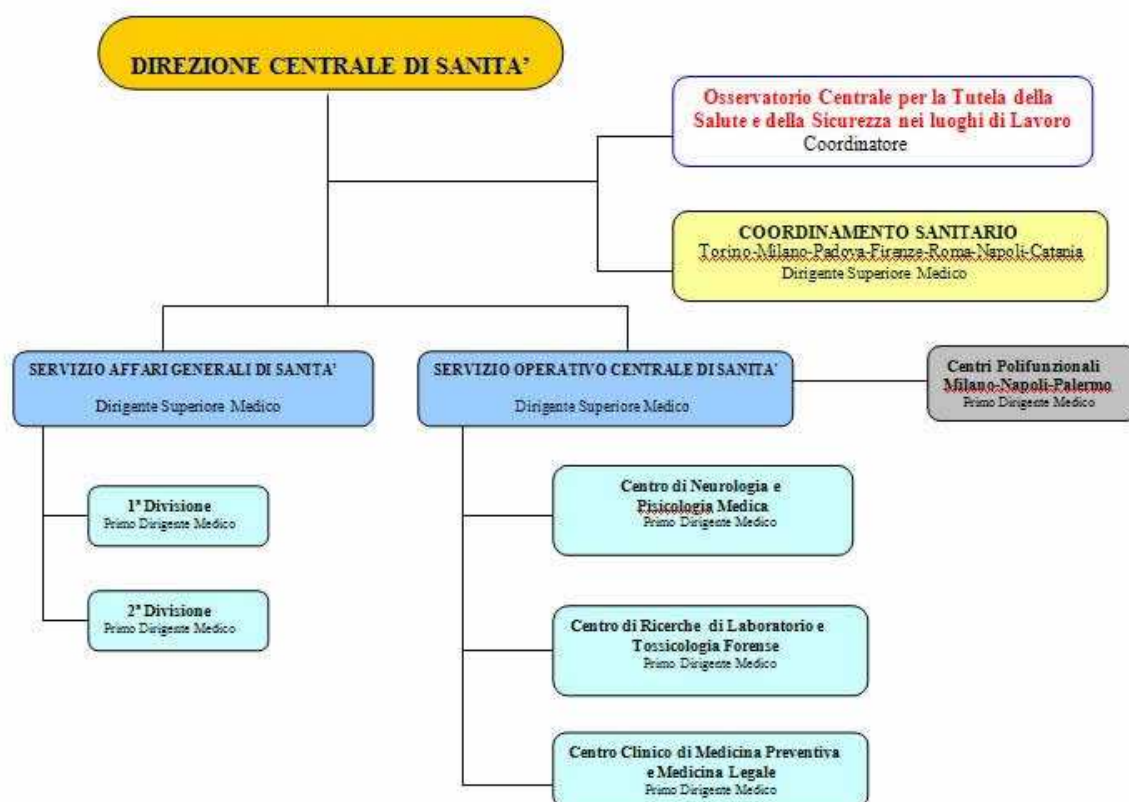 DIREZIONE CENTRALE DI SANITA’
Osservatorio Centrale per la Tutela della
Salute e della Sicurezza nei luoghi di Lavoro
Coordinatore
COORDINAMENTO SANITARIO
Torino-Milano-Padova-Firenze-Roma-Napoli-Catania
Dirigente Superiore Medico
SERVIZIO AFFARI GENERALI DI SANITA’
Dirigente Superiore Medico
SERVIZIO OPERATIVO CENTRALE DI SANITA’
Dirigente Superiore Medico
Centri Polifunzionali
Milano-Napoli-Palermo
Primo Dirigente Medico
1ª Divisione
Primo Dirigente Medico
2ª Divisione
Primo Dirigente Medico
Centro di Neurologia e
Pisicologia Medica
Primo Dirigente Medico
Centro di Ricerche di Laboratorio e
Tossicologia Forense
Primo Dirigente Medico
Centro Clinico di Medicina Preventiva
e Medicina Legale
Primo Dirigente Medico